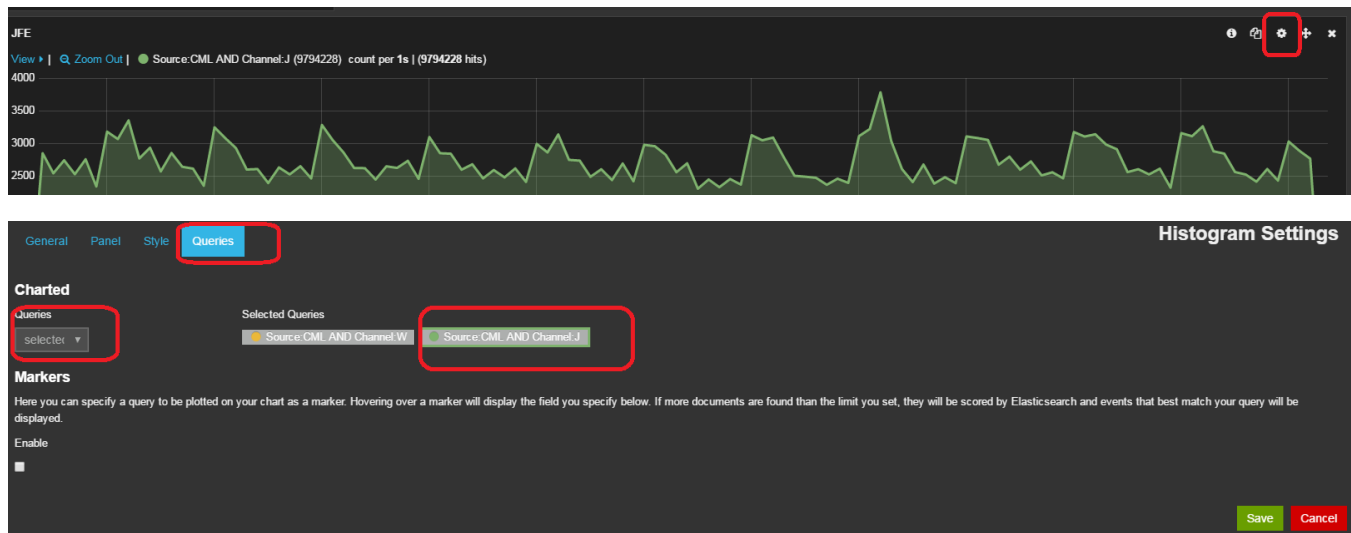 JFE
View | Zoom Out | Source:CML AND Channel:J (9794228) count per 1s | (9794228 hits)
4000
3500
3000
2500
General Panel Style Queries Histogram Settings
Charted
Queries Selected Queries
selectec Source:CML AND Channel:W Source:CML AND Channel:J
Markers
Here you can specify a query to be plotted on your chart as a marker. Hovering over a marker will display the field you specify below. If more documents are found than the limit you set, they will be scored by Elasticsearch and events that best match your query will be
displayed.
Enable
Save Cancel